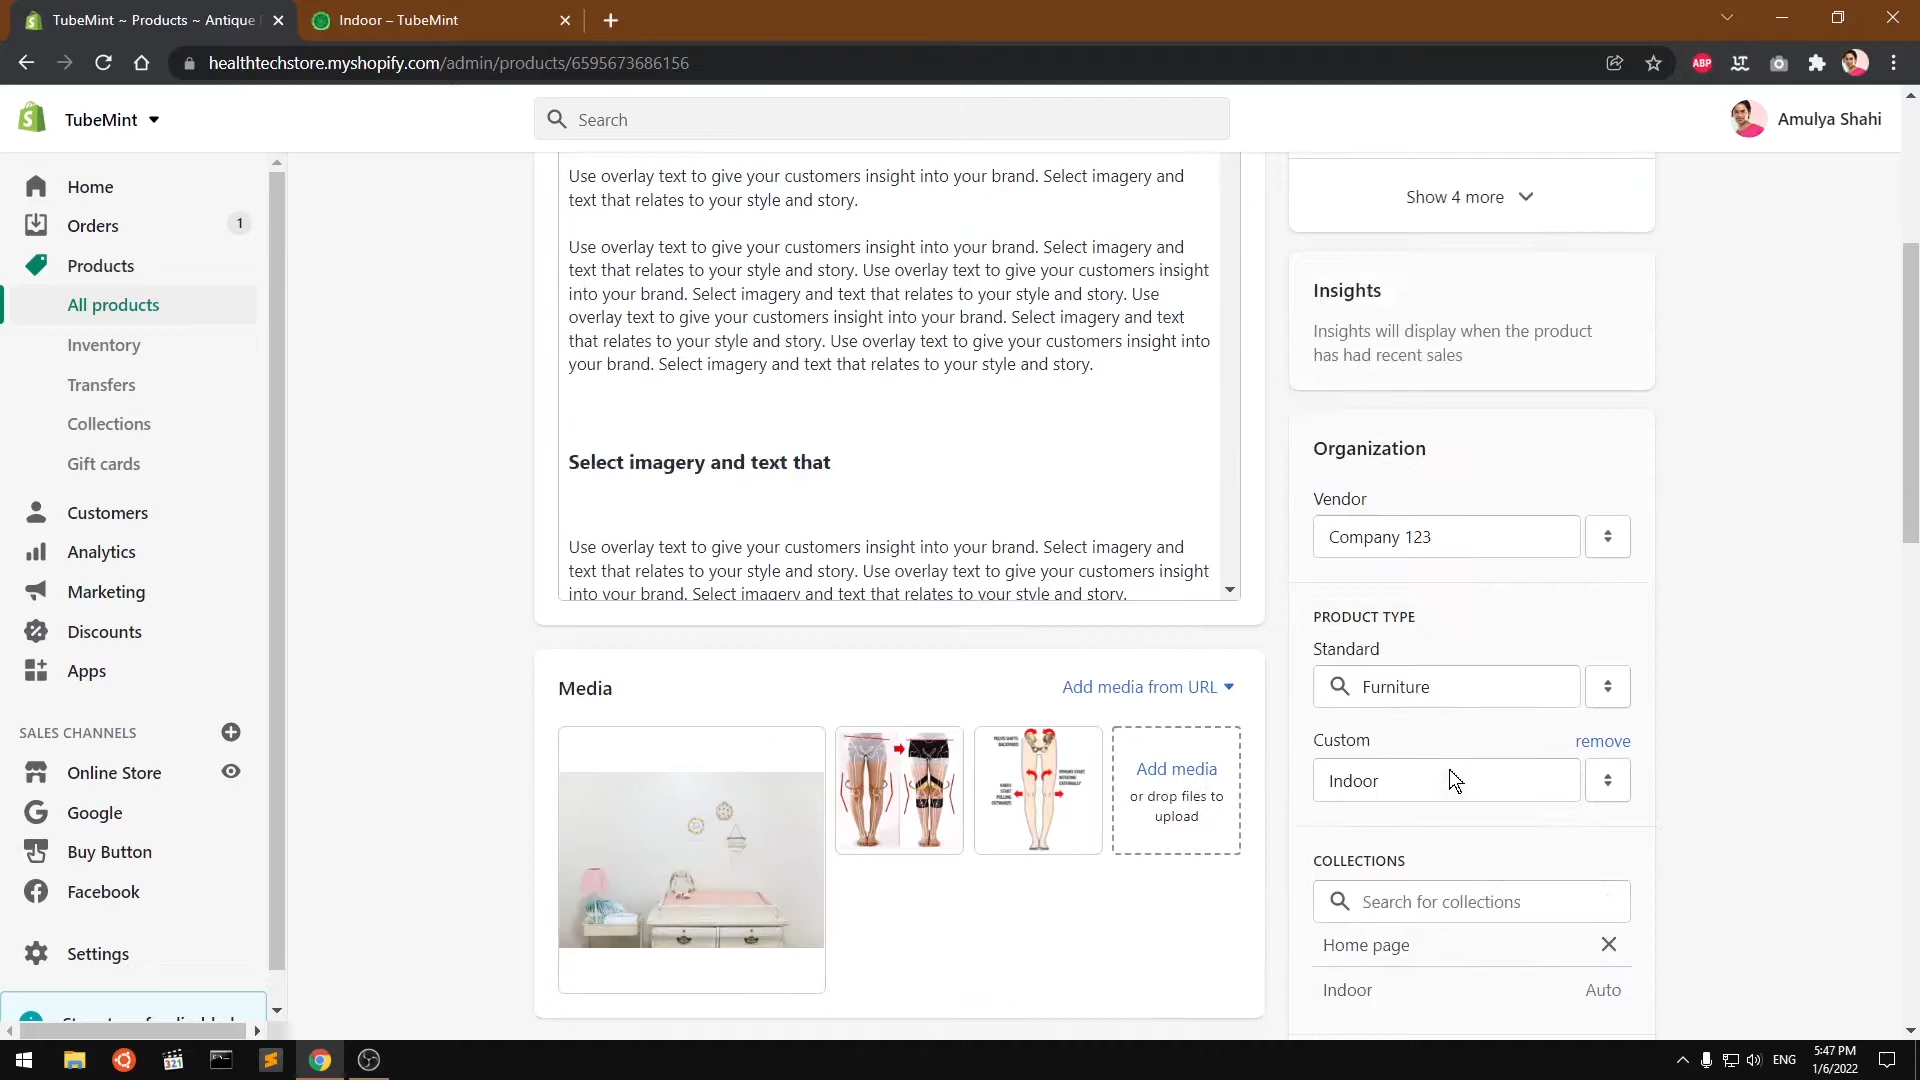 TubeMint ~ Products ~ Antique
Indoor – TubeMint
healthtechstore.myshopify.com/admin/products/6595673686156
ABP
TubeMint
Search
Amulya Shahi
Home
Orders 1
Products
All products
Inventory
Transfers
Collections
Gift cards
Customers
Analytics
Marketing
Discounts
Apps
SALES CHANNELS
Online Store
Google
Buy Button
Facebook
Settings
Use overlay text to give your customers insight into your brand. Select imagery and
text that relates to your style and story.
Use overlay text to give your customers insight into your brand. Select imagery and
text that relates to your style and story. Use overlay text to give your customers insight
into your brand. Select imagery and text that relates to your style and story. Use
overlay text to give your customers insight into your brand. Select imagery and text
that relates to your style and story. Use overlay text to give your customers insight into
your brand. Select imagery and text that relates to your style and story.
Select imagery and text that
Use overlay text to give your customers insight into your brand. Select imagery and
text that relates to your style and story. Use overlay text to give your customers insight
into your brand. Select imagery and text that relates to your style and story.
Media
Add media from URL
PELVIS SHIFTS
BACKWARD
KNEES
START
PULLING
OUTWARDS
FEMURS START
ROTATING
EXTERNALLY
Add media
or drop files to
upload
Show 4 more
Insights
Insights will display when the product
has had recent sales
Organization
Vendor
Company 123
PRODUCT TYPE
Standard
Furniture
Custom remove
Indoor
COLLECTIONS
Search for collections
Home page
Indoor Auto
321
ENG
5:47 PM
1/6/2022